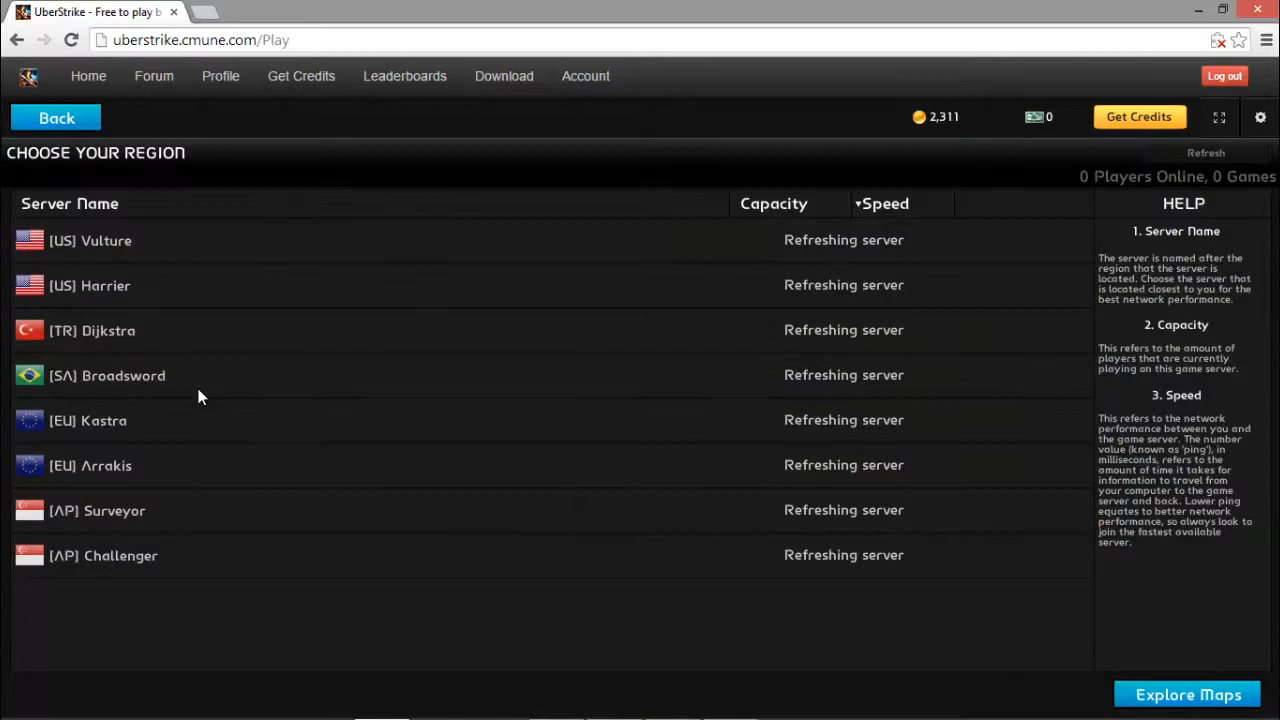 UberStrike - Free to play b
uberstrike.cmune.com/Play
Home Forum Profile Get Credits Leaderboards Download Account Log out
Back 2,311 0 Get Credits
CHOOSE YOUR REGION
Refresh
0 Players Online, 0 Games
Server Name Capacity Speed
[US] Vulture Refreshing server
[US] Harrier Refreshing server
[TR] Dijkstra Refreshing server
[SA] Broadsword Refreshing server
[EU] Kastra Refreshing server
[EU] Arrakis Refreshing server
[AP] Surveyor Refreshing server
[AP] Challenger Refreshing server
HELP
1. Server Name
The server is named after the
region that the server is
located. Choose the server that
is located closest to you for the
best network performance.
2. Capacity
This refers to the amount of
players that are currently
playing on this game server.
3. Speed
This refers to the network
performance between you and
the game server. The number
value (known as 'ping'), in
milliseconds, refers to the
amount of time it takes for
information to travel from
your computer to the game
server and back. Lower ping
equates to better network
performance, so always look to
join the fastest available
server.
Explore Maps